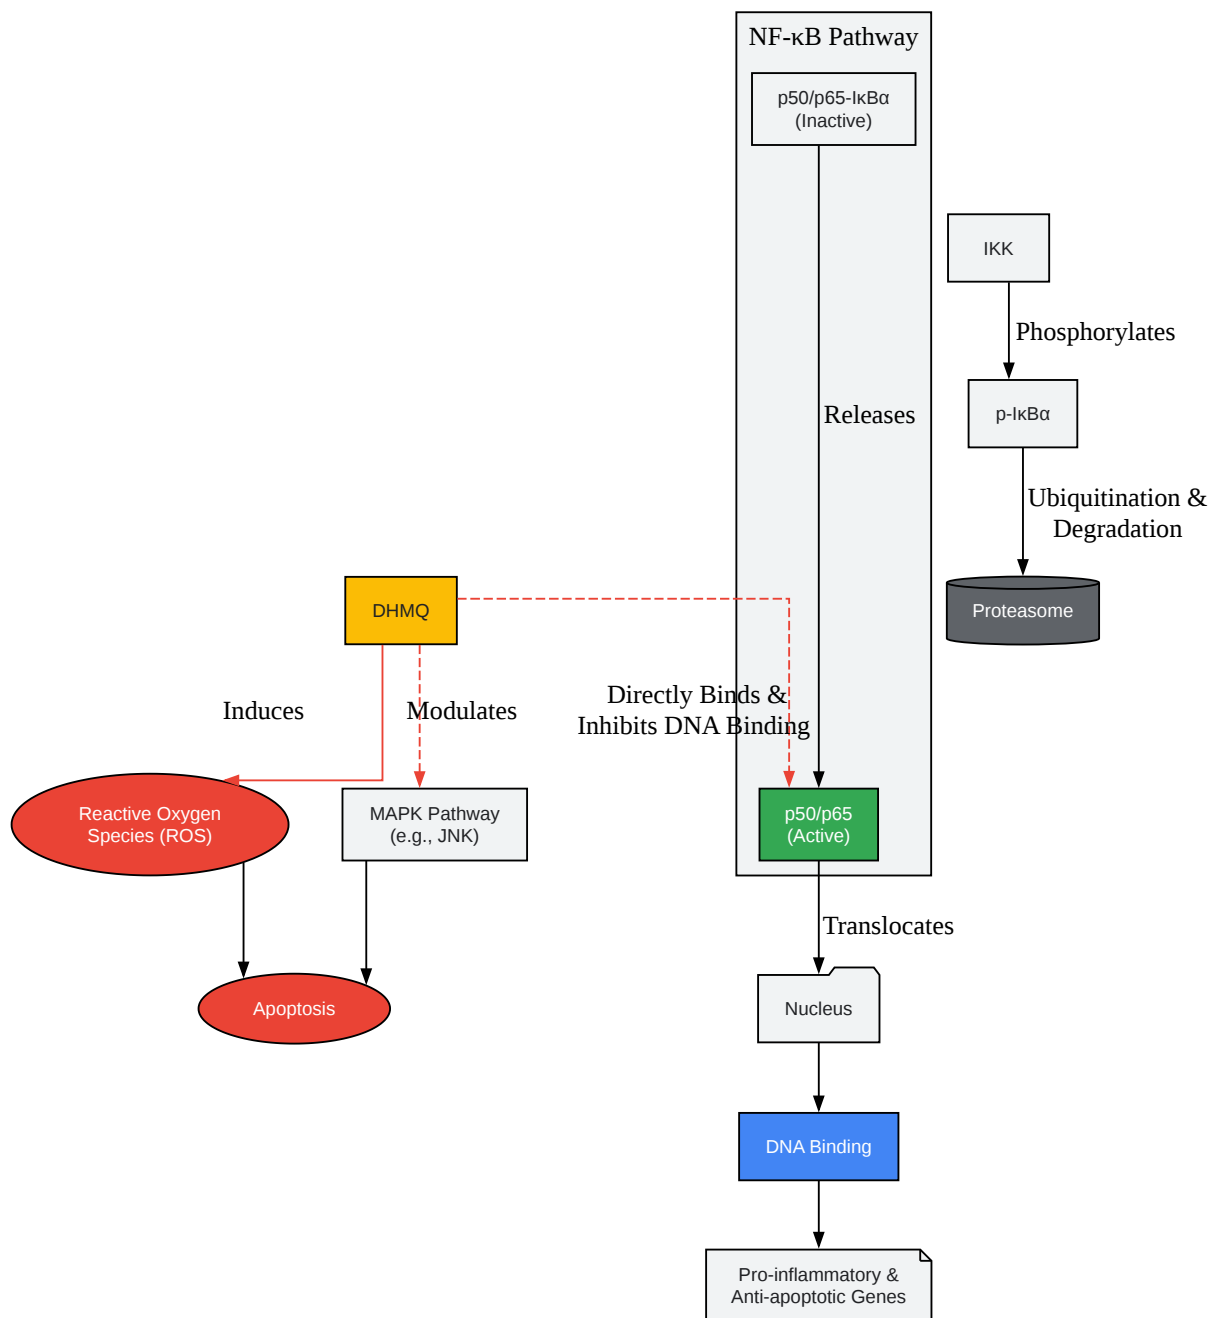 NF-κB Pathway
p50/p65-IκBα
(Inactive)
IKK
Phosphorylates
p-IκBα
Releases
Ubiquitination &
Degradation
DHMQ
Proteasome
Induces
Modulates
Directly Binds &
Inhibits DNA Binding
Reactive Oxygen
Species (ROS)
MAPK Pathway
(e.g., JNK)
p50/p65
(Active)
Translocates
Apoptosis
Nucleus
DNA Binding
Pro-inflammatory &
Anti-apoptotic Genes